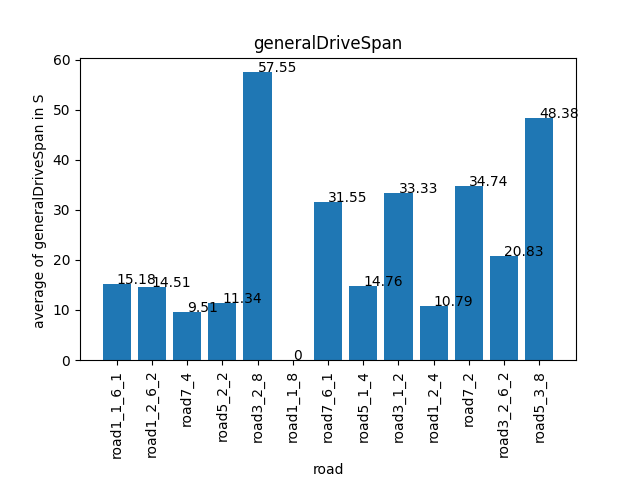 generalDriveSpan
average of generalDriveSpan in S
60
50
40
30
20
10
0
15.18
14.51
9.51
11.34
57.55
0
31.55
14.76
33.33
10.79
34.74
20.83
48.38
road1_1_6_1
road1_2_6_2
road7_4
road5_2_2
road3_2_8
road1_1_8
road7_6_1
road5_1_4
road3_1_2
road1_2_4
road7_2
road3_2_6_2
road5_3_8
road